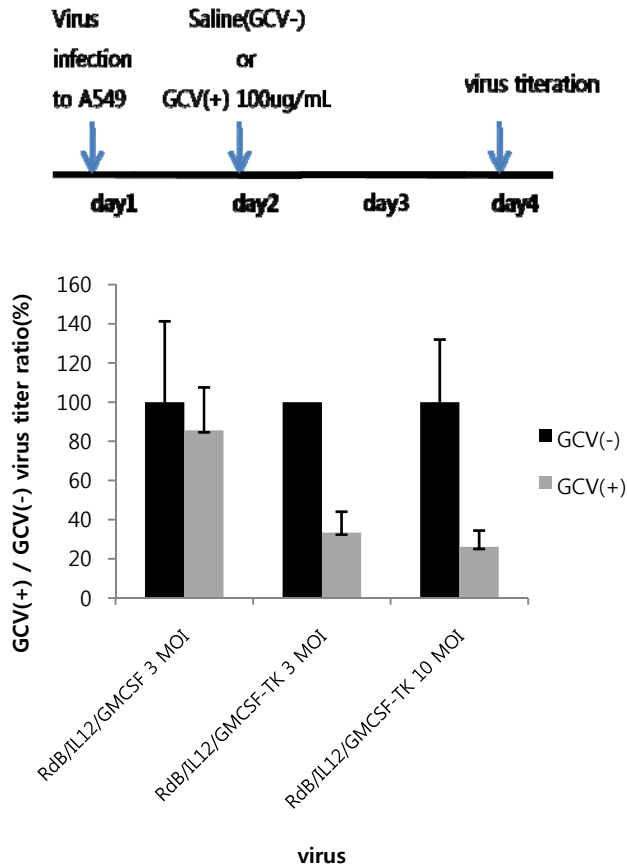 Virus
infection
to A549
Saline(GCV-)
or
GCV(+) 100ug/mL
virus titeration
day1
day2
day3
day4
GCV(+) / GCV(-) virus titer ratio(%)
160
140
120
100
80
60
40
20
0
GCV(-)
GCV(+)
RdB/IL12/GMCSF 3 MOI
RdB/IL12/GMCSF-TK 3 MOI
RdB/IL12/GMCSF-TK 10 MOI
virus